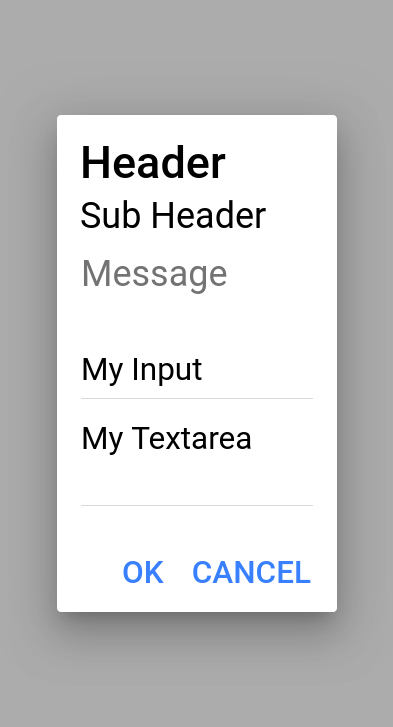 Header
Sub Header
Message
My Input
My Textarea
OK CANCEL